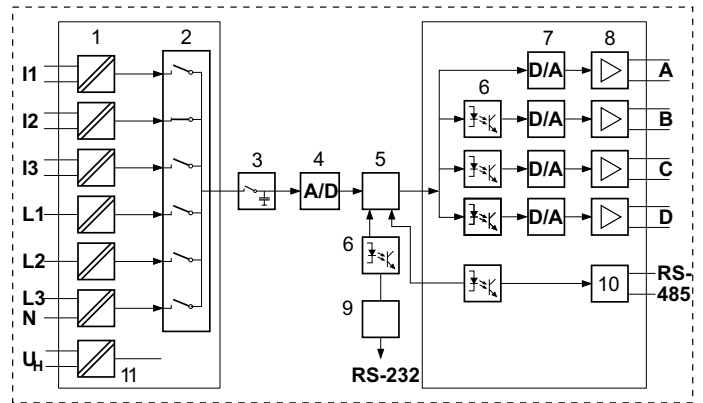 1 2 7 8
I1 D/A A
6
I2 D/A B
3 4 5
I3 D/A C
A/D
L1 D/A D
6
L2
RS-
L3 10
N 9 485
U_H
11 RS-232